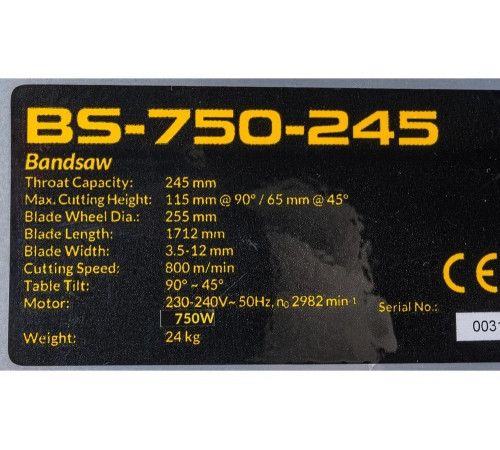 BS-750-245
Bandsaw
Throat Capacity: 245 mm
Max. Cutting Height: 115 mm @ 90° / 65 mm @ 45°
Blade Wheel Dia.: 255 mm
Blade Length: 1712 mm
Blade Width: 3.5-12 mm
Cutting Speed: 800 m/min
Table Tilt: 90° ~ 45°
Motor: 230-240V~ 50Hz, n₀ 2982 min⁻¹
750W
Weight: 24 kg
CE
Serial No.:
0031